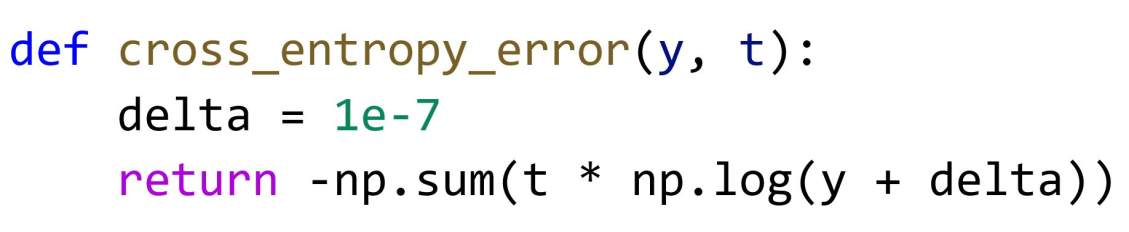 def cross_entropy_error(y, t):
    delta = 1e-7
    return -np.sum(t * np.log(y + delta))